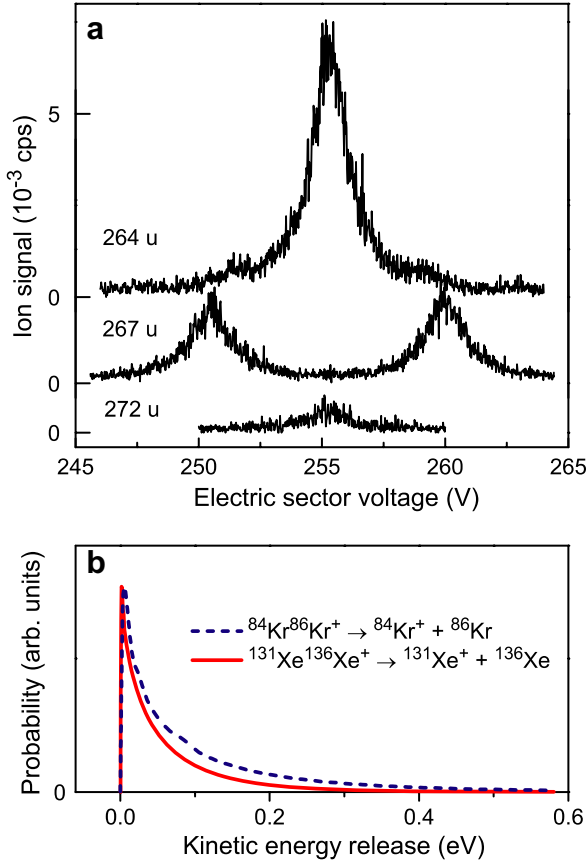 a
Ion signal (10⁻³ cps)
5
264 u
0
267 u
0
272 u
0
245 250 255 260 265
Electric sector voltage (V)
b
Probability (arb. units)
⁸⁴Kr⁸⁶Kr⁺ → ⁸⁴Kr⁺ + ⁸⁶Kr
¹³¹Xe¹³⁶Xe⁺ → ¹³¹Xe⁺ + ¹³⁶Xe
0
0.0 0.2 0.4 0.6
Kinetic energy release (eV)